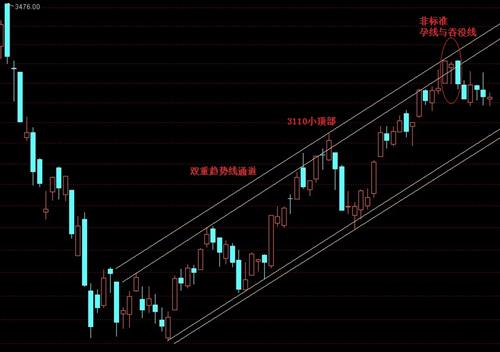 3476.00
非标准
孕线与吞没线
3110小顶部
双重趋势线通道